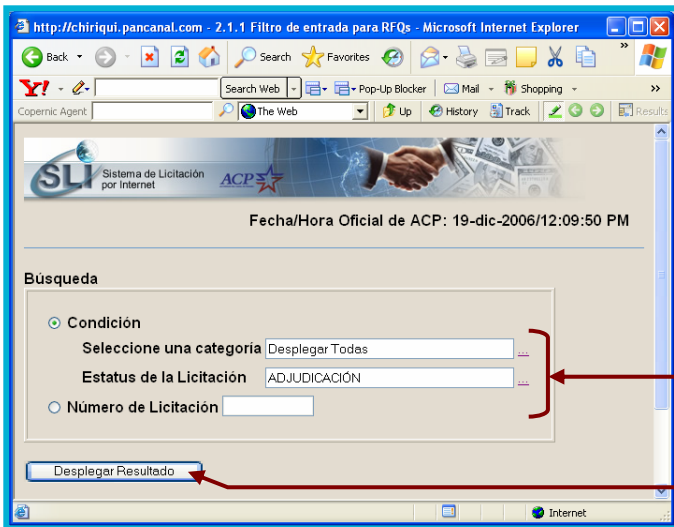 http://chiriqui.pancanal.com - 2.1.1 Filtro de entrada para RFQs - Microsoft Internet Explorer
Back Search Favorites »
Y! Search Web Pop-Up Blocker Mail Shopping »
Copernic Agent The Web Up History Track Results
SLI Sistema de Licitación por Internet ACP
Fecha/Hora Oficial de ACP: 19-dic-2006/12:09:50 PM
Búsqueda
Condición
Seleccione una categoría Desplegar Todas ...
Estatus de la Licitación ADJUDICACIÓN ...
Número de Licitación
Desplegar Resultado
Internet